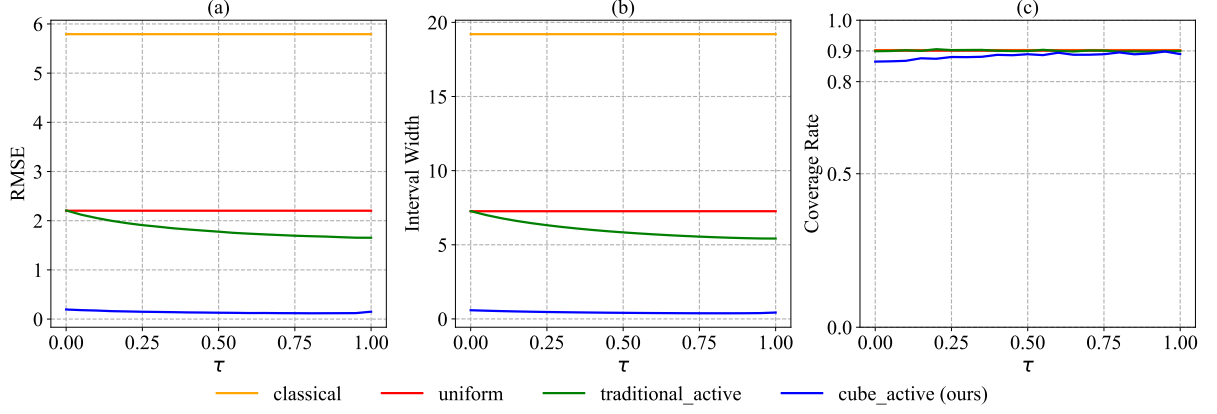 (a)
(b)
(c)
6
5
4
3
2
1
0
RMSE
0.00 0.25 0.50 0.75 1.00
τ
20
15
10
5
0
Interval Width
0.00 0.25 0.50 0.75 1.00
τ
1.0
0.9
0.8
0.5
0.0
Coverage Rate
0.00 0.25 0.50 0.75 1.00
τ
classical uniform traditional_active cube_active (ours)